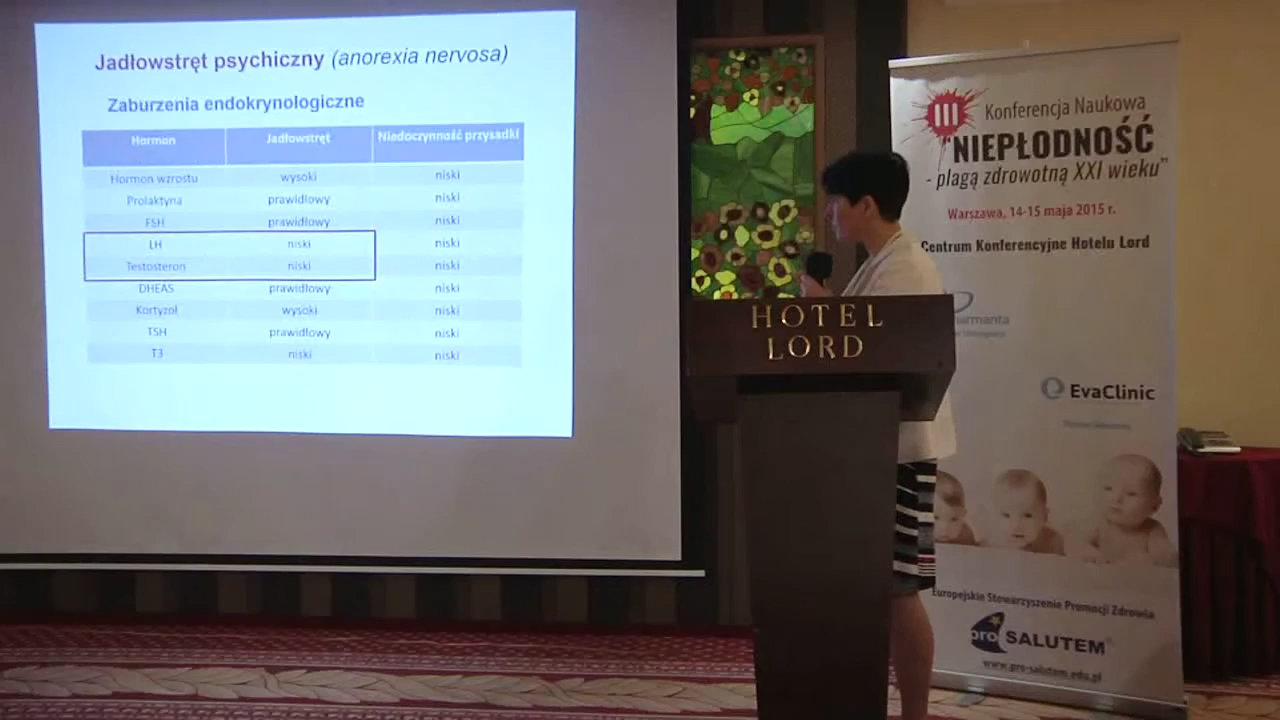 Jadłowstręt psychiczny (anorexia nervosa)
Zaburzenia endokrynologiczne
Hormon Jadłowstręt Niedoczynność przysadki
Hormon wzrostu wysoki niski
Prolaktyna prawidłowy niski
FSH prawidłowy niski
LH niski niski
Testosteron niski niski
DHEAS prawidłowy niski
Kortyzol wysoki niski
TSH prawidłowy niski
T3 niski niski
HOTEL
LORD
III Konferencja Naukowa
"NIEPŁODNOŚĆ
- plagą zdrowotną XXI wieku"
Warszawa, 14-15 maja 2015 r.
Centrum Konferencyjne Hotelu Lord
EvaClinic
Europejskie Stowarzyszenie Promocji Zdrowia
pro SALUTEM
www.pro-salutem.edu.pl